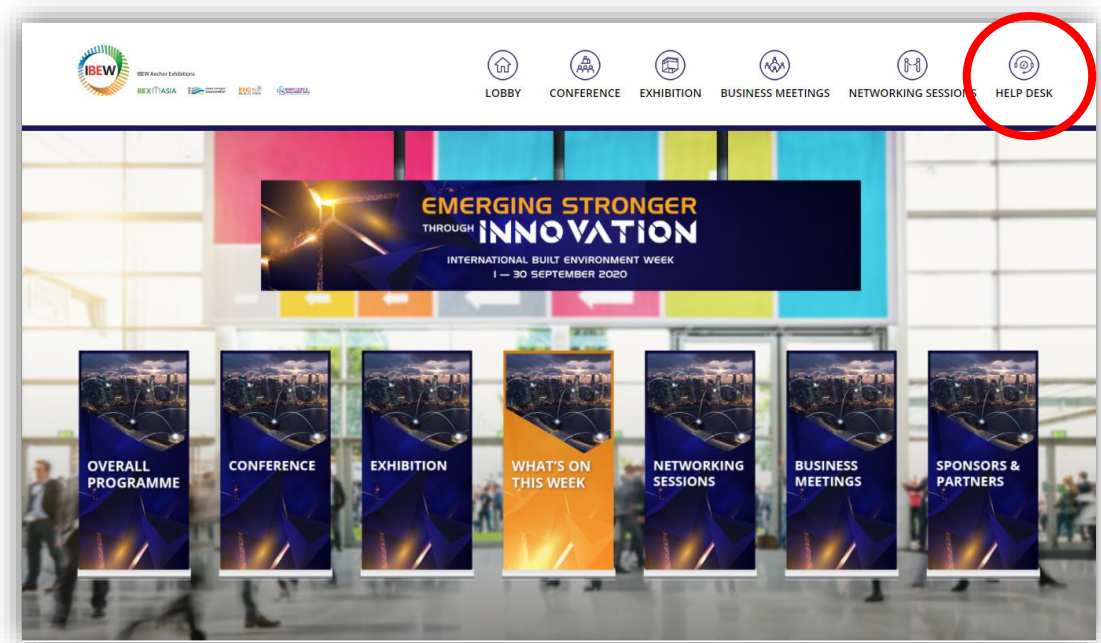 IBEW
IBEW Anchor Exhibitions
BEX ASIA
LOBBY
CONFERENCE
EXHIBITION
BUSINESS MEETINGS
NETWORKING SESSIONS
HELP DESK
EMERGING STRONGER
THROUGH INNOVATION
INTERNATIONAL BUILT ENVIRONMENT WEEK
1 — 30 SEPTEMBER 2020
OVERALL
PROGRAMME
CONFERENCE
EXHIBITION
WHAT'S ON
THIS WEEK
NETWORKING
SESSIONS
BUSINESS
MEETINGS
SPONSORS &
PARTNERS